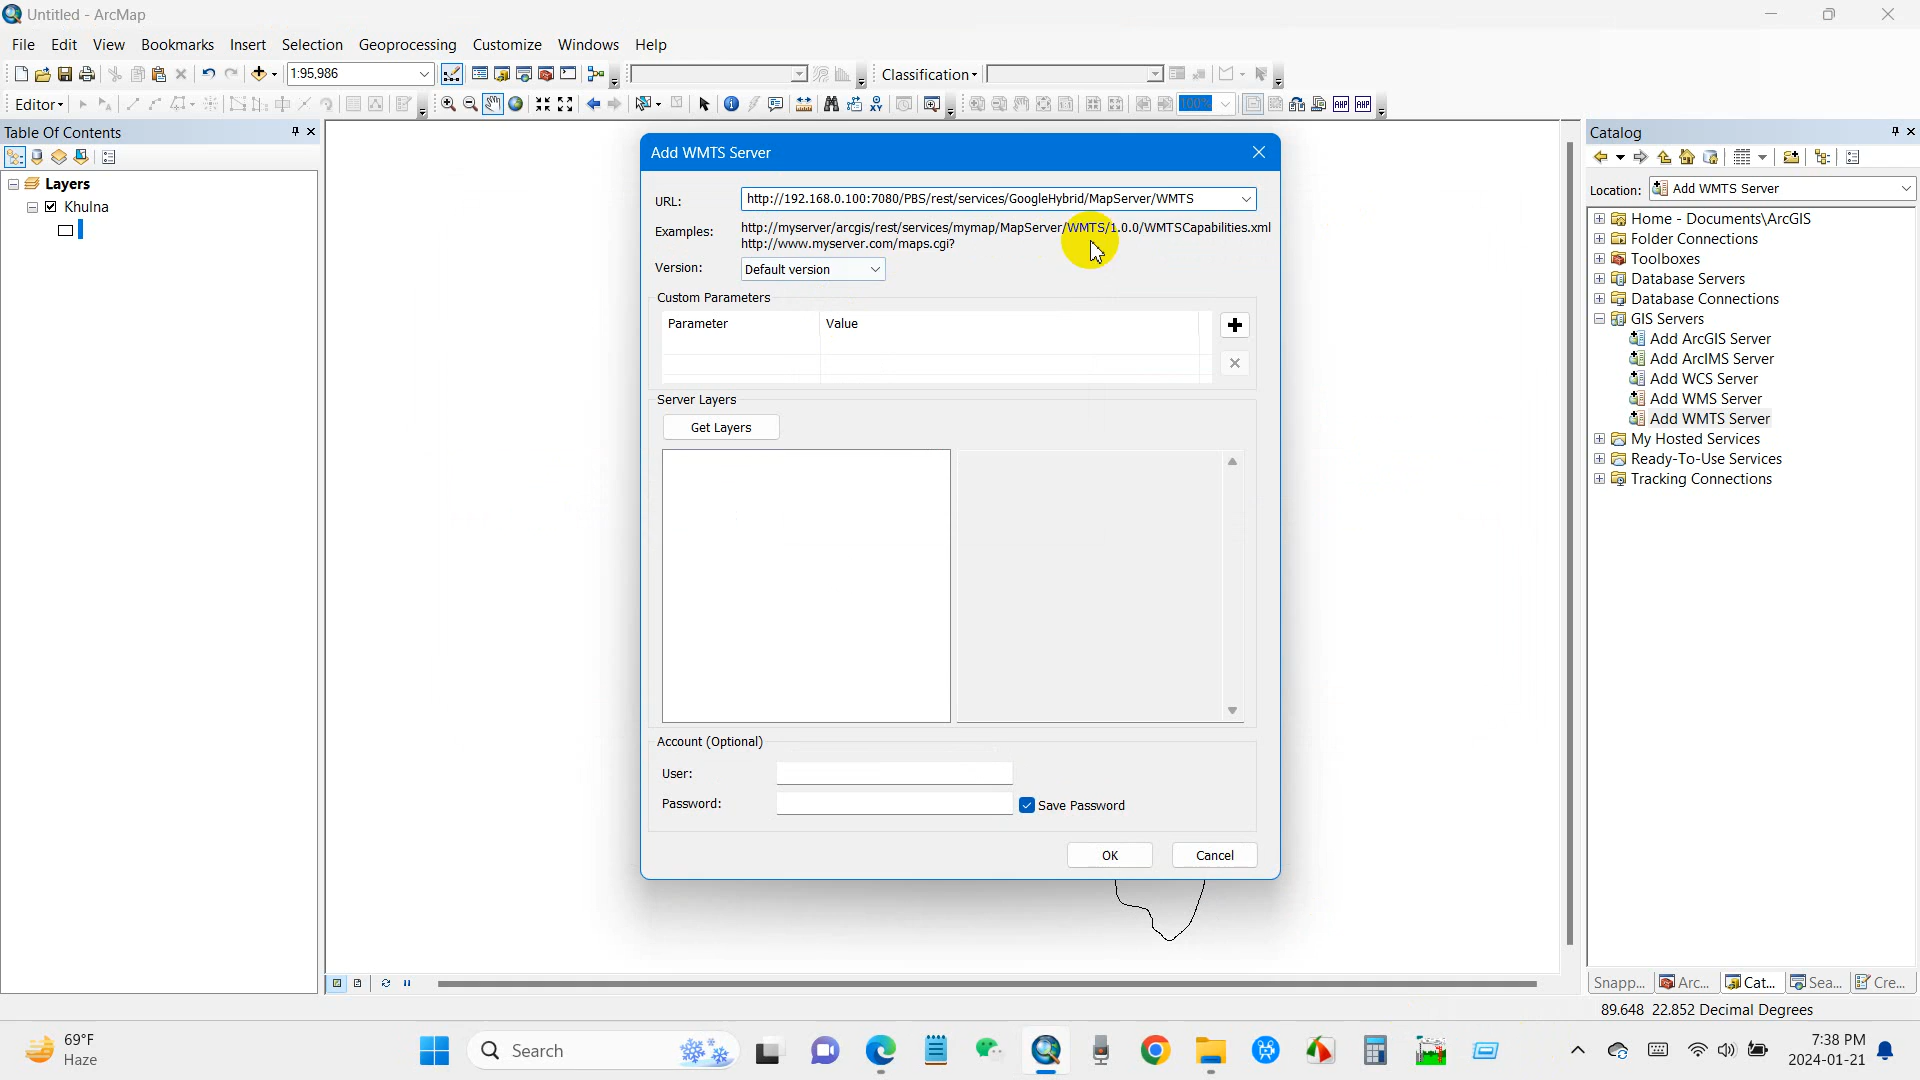 Untitled - ArcMap
File Edit View Bookmarks Insert Selection Geoprocessing Customize Windows Help
1:95,986
Classification
Editor
100%
Table Of Contents
Layers
Khulna
Add WMTS Server
URL: http://192.168.0.100:7080/PBS/rest/services/GoogleHybrid/MapServer/WMTS
Examples: http://myserver/arcgis/rest/services/mymap/MapServer/WMTS/1.0.0/WMTSCapabilities.xml
http://www.myserver.com/maps.cgi?
Version: Default version
Custom Parameters
Parameter Value
Server Layers
Get Layers
Account (Optional)
User:
Password: Save Password
OK Cancel
Catalog
Location: Add WMTS Server
Home - Documents\ArcGIS
Folder Connections
Toolboxes
Database Servers
Database Connections
GIS Servers
Add ArcGIS Server
Add ArcIMS Server
Add WCS Server
Add WMS Server
Add WMTS Server
My Hosted Services
Ready-To-Use Services
Tracking Connections
Snapp... Arc... Cat... Sea... Cre...
89.648 22.852 Decimal Degrees
69°F
Haze
Search
7:38 PM
2024-01-21